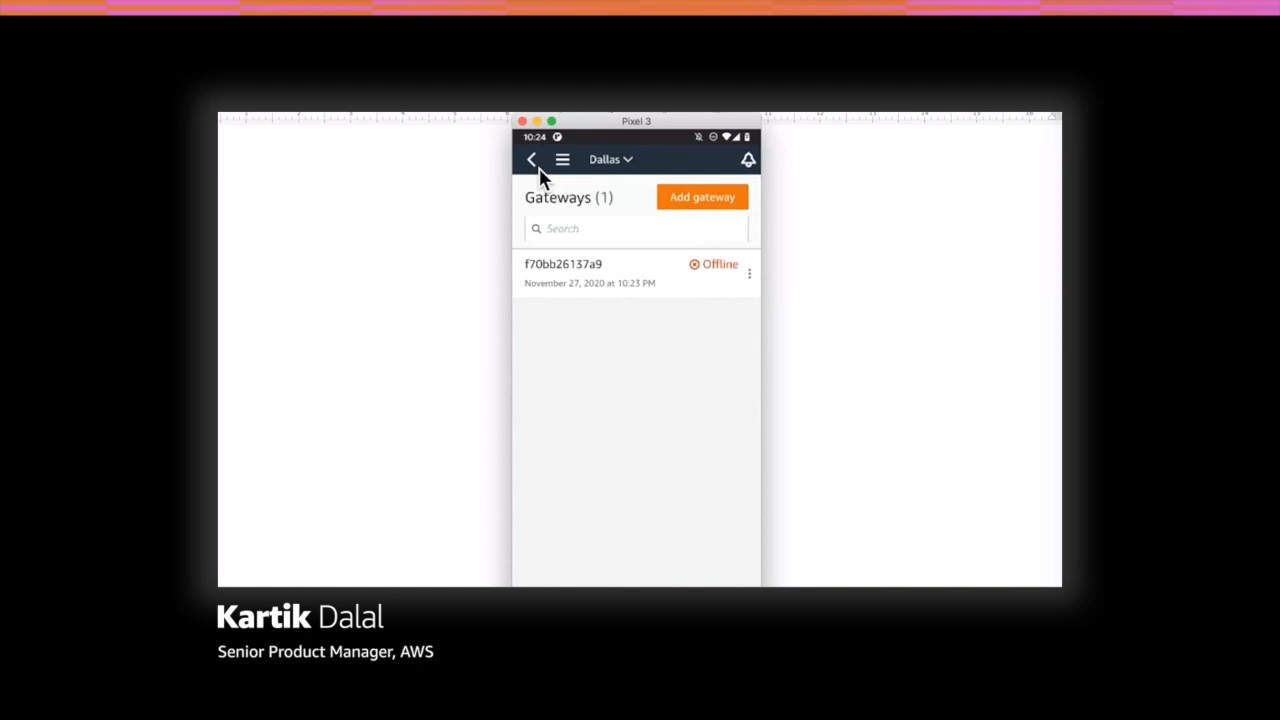 Pixel 3
10:24
Dallas
Gateways (1)
Add gateway
Search
f70bb26137a9
Offline
November 27, 2020 at 10:23 PM
Kartik Dalal
Senior Product Manager, AWS